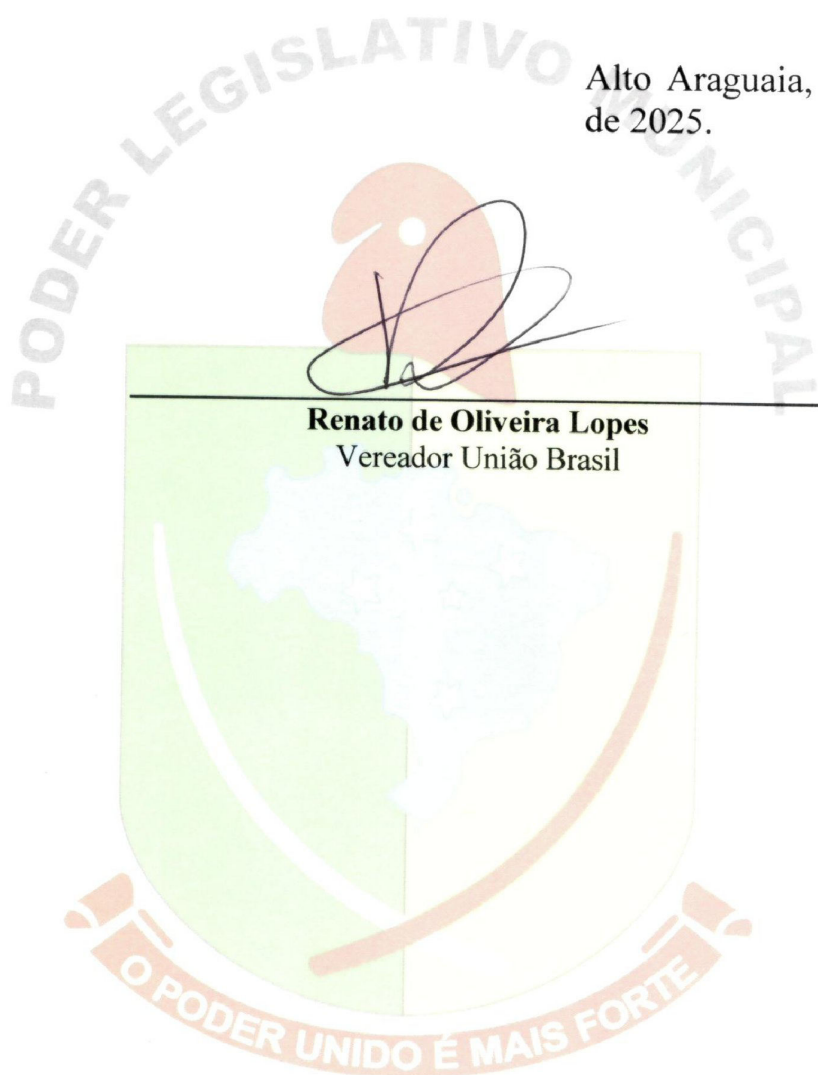 PODER LEGISLATIVO MUNICIPAL
Alto Araguaia,
de 2025.
Renato de Oliveira Lopes
Vereador União Brasil
O PODER UNIDO É MAIS FORTE